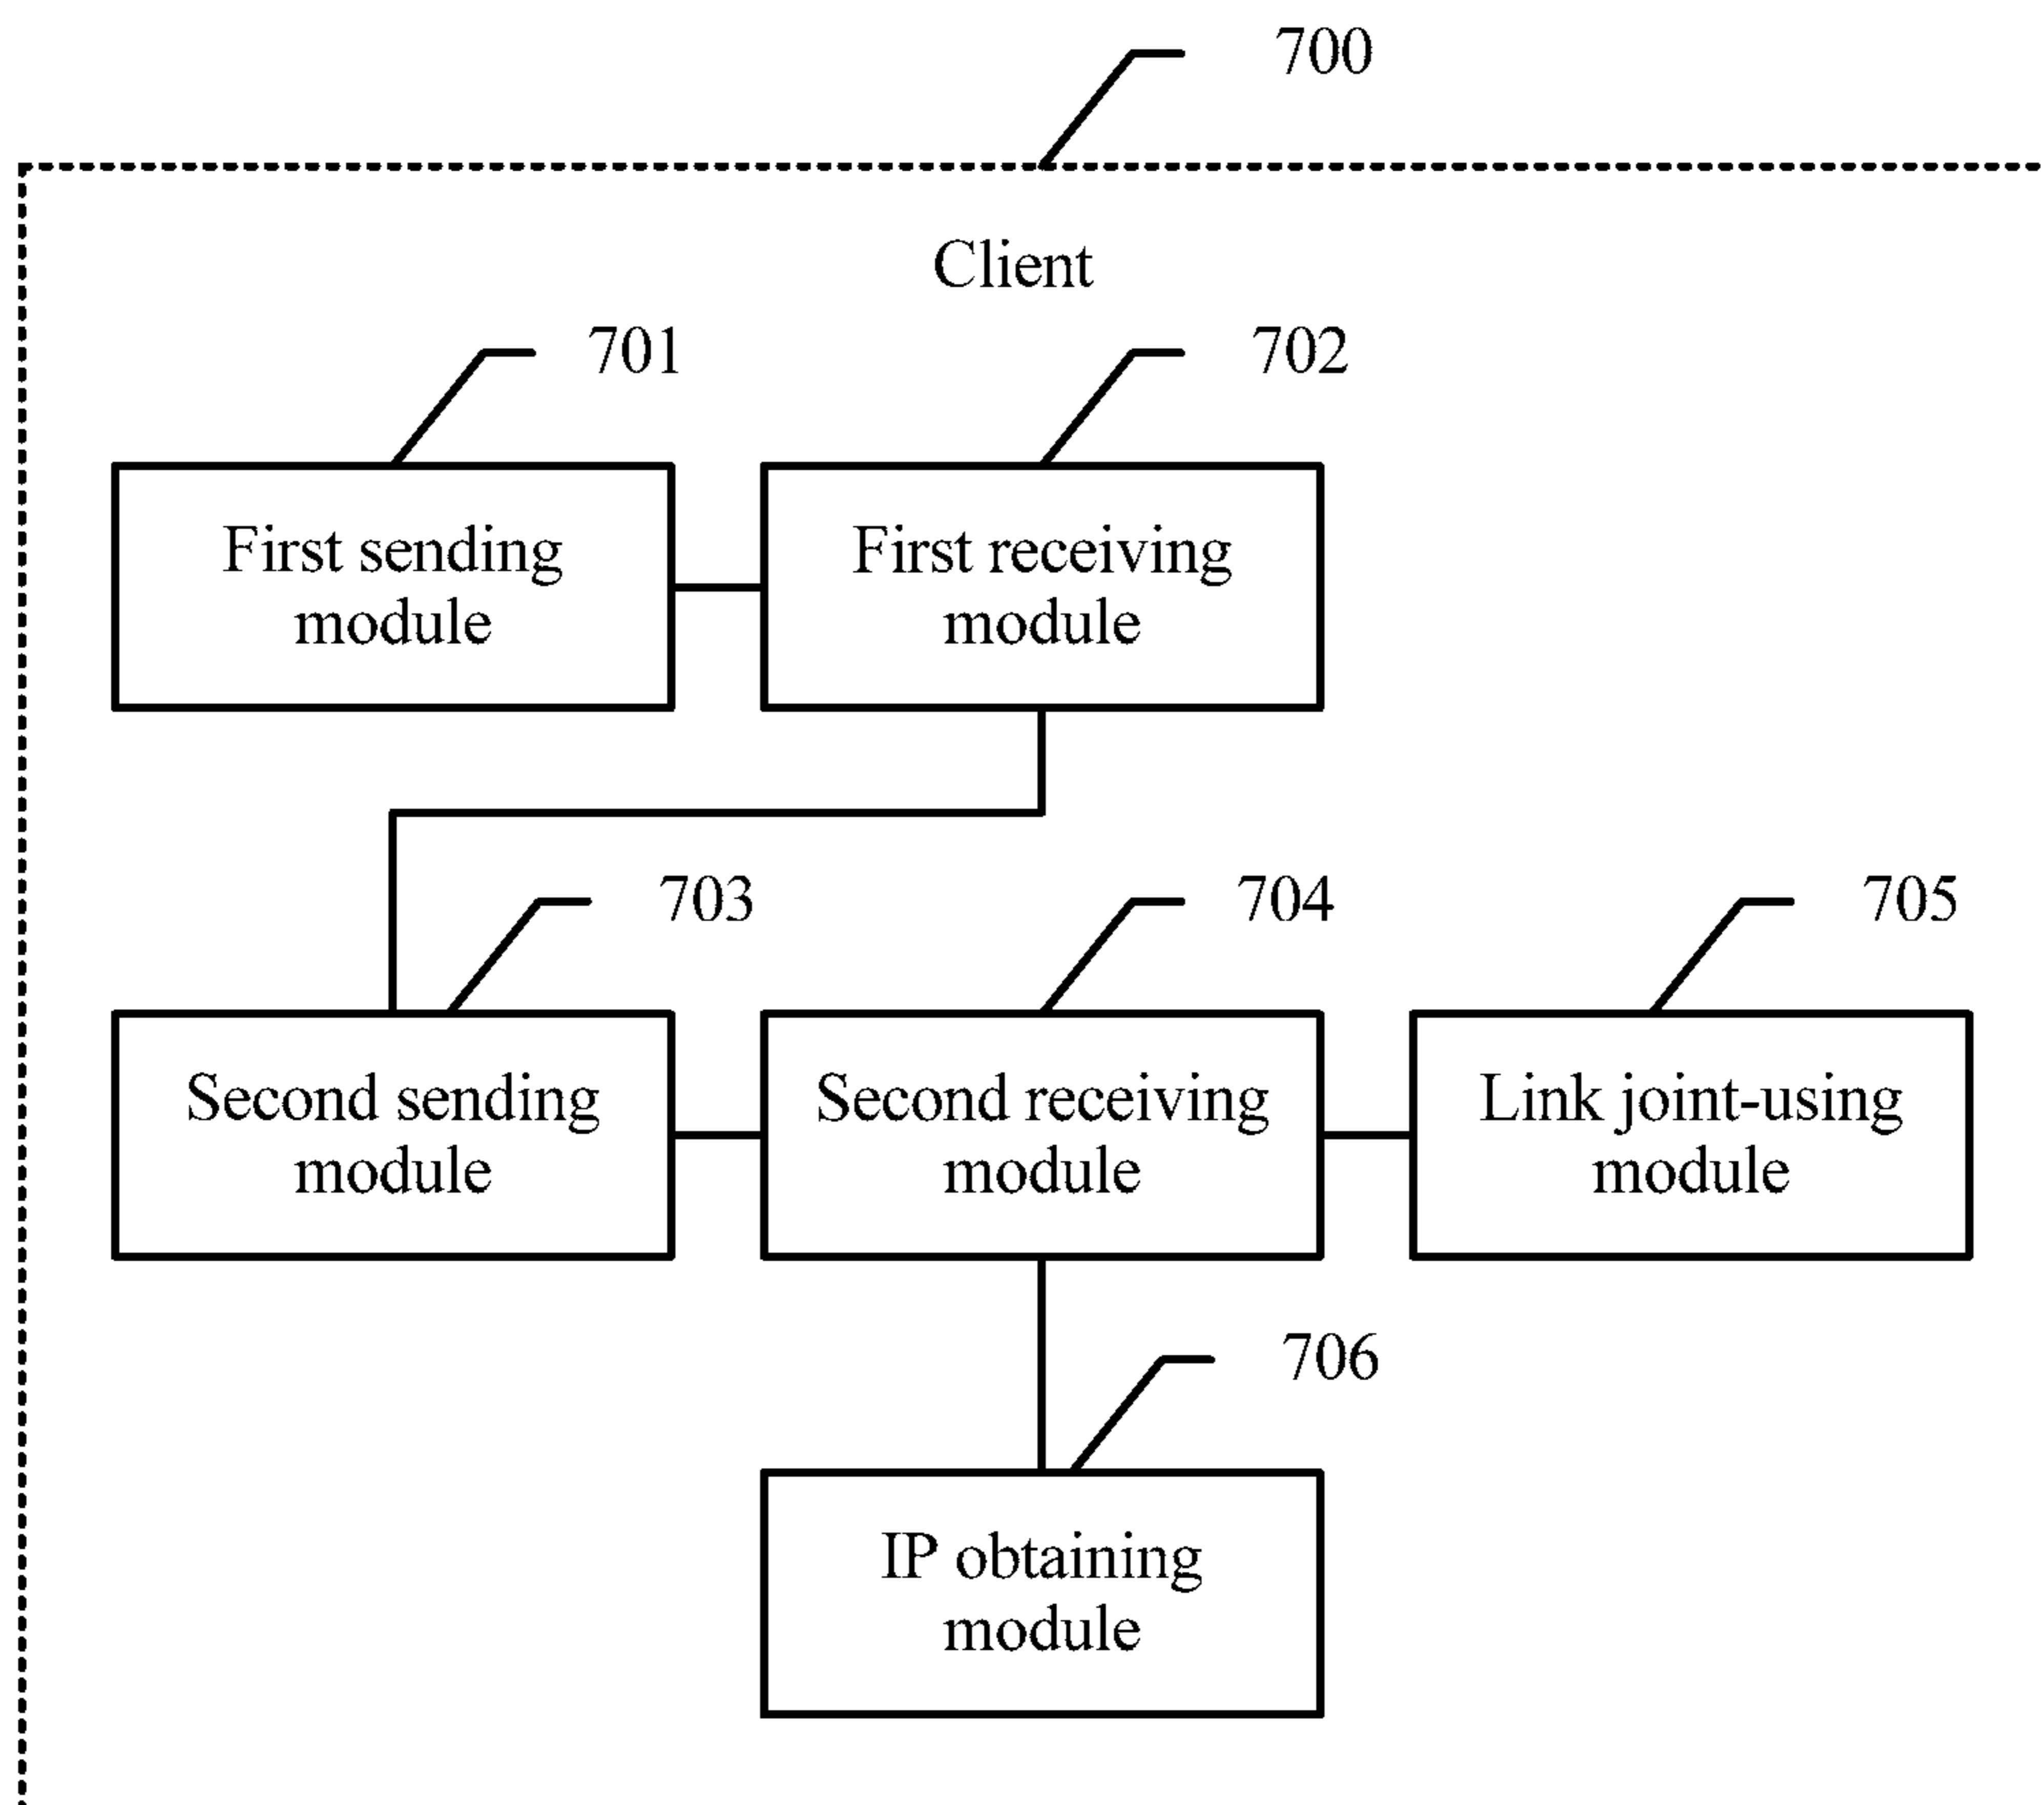 700
Client
701
702
First sending
module
First receiving
module
703
704
705
Second sending
module
Second receiving
module
Link joint-using
module
706
IP obtaining
module